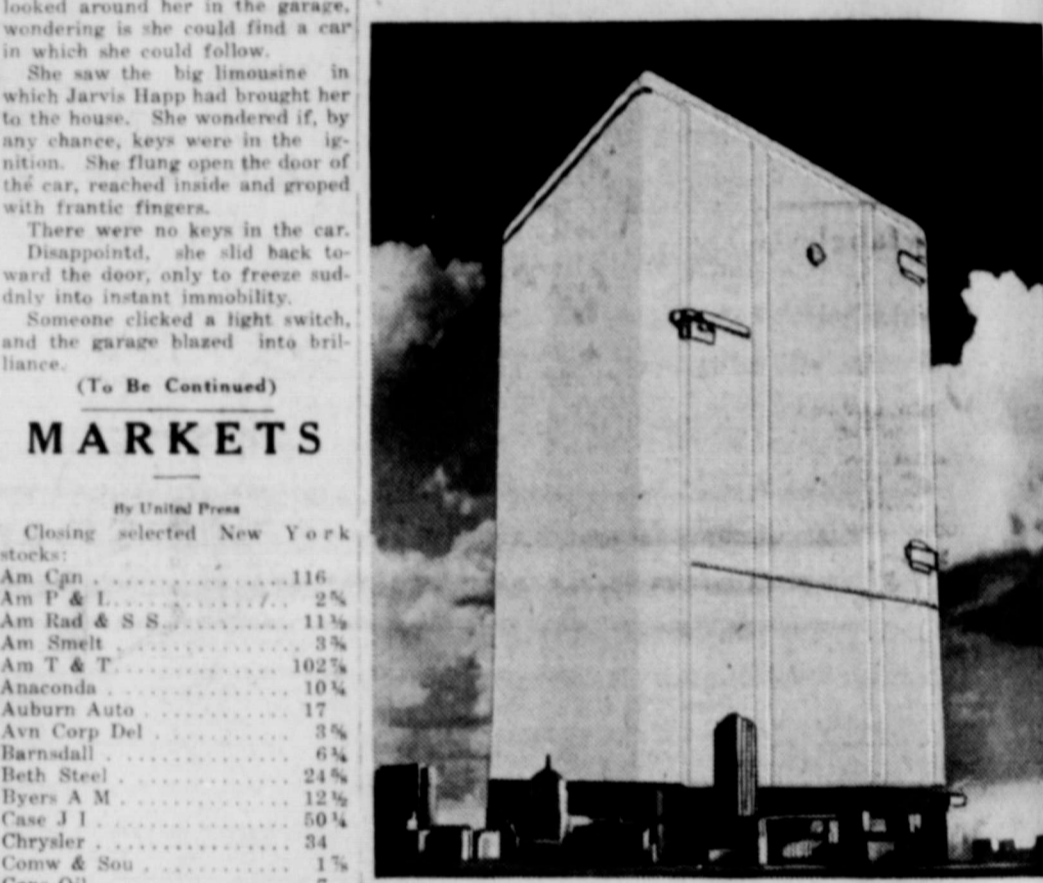 looked around her in the garage,
wondering is she could find a car
in which she could follow.
She saw the big limousine in
which Jarvis Happ had brought her
to the house. She wondered if, by
any chance, keys were in the ig-
nition. She flung open the door of
the car, reached inside and groped
with frantic fingers.
There were no keys in the car.
Disappointd, she slid back to-
ward the door, only to freeze sud-
dnly into instant immobility.
Someone clicked a light switch,
and the garage blazed into bril-
liance.
(To Be Continued)
MARKETS
By United Press
Closing selected New York
stocks:
Am Can . . . . . . . . . . . . . . 116
Am P & L. . . . . . . . . . . . . 2⅝
Am Rad & S S. . . . . . . . . . . 11½
Am Smelt . . . . . . . . . . . . . 3⅜
Am T & T. . . . . . . . . . . . . 102⅞
Anaconda . . . . . . . . . . . . . 10¼
Auburn Auto . . . . . . . . . . . 17
Avn Corp Del . . . . . . . . . . . 3⅝
Barnsdall . . . . . . . . . . . . . 6¼
Beth Steel . . . . . . . . . . . . 24⅝
Byers A M . . . . . . . . . . . . 12½
Case J I . . . . . . . . . . . . . 50¼
Chrysler . . . . . . . . . . . . . 34
Comw & Sou . . . . . . . . . . . 1⅞